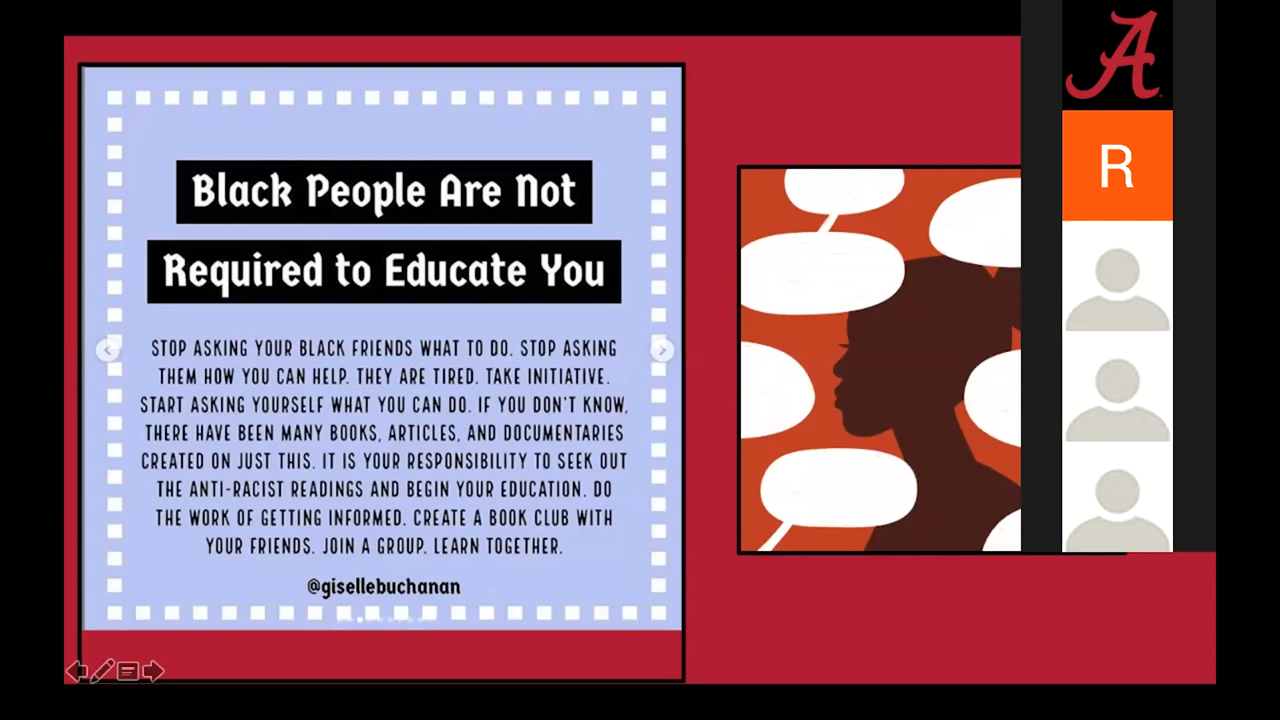 Black People Are Not
Required to Educate You
STOP ASKING YOUR BLACK FRIENDS WHAT TO DO. STOP ASKING
THEM HOW YOU CAN HELP. THEY ARE TIRED. TAKE INITIATIVE.
START ASKING YOURSELF WHAT YOU CAN DO. IF YOU DON'T KNOW,
THERE HAVE BEEN MANY BOOKS, ARTICLES, AND DOCUMENTARIES
CREATED ON JUST THIS. IT IS YOUR RESPONSIBILITY TO SEEK OUT
THE ANTI-RACIST READINGS AND BEGIN YOUR EDUCATION. DO
THE WORK OF GETTING INFORMED. CREATE A BOOK CLUB WITH
YOUR FRIENDS. JOIN A GROUP. LEARN TOGETHER.
@gisellebuchanan
A
R